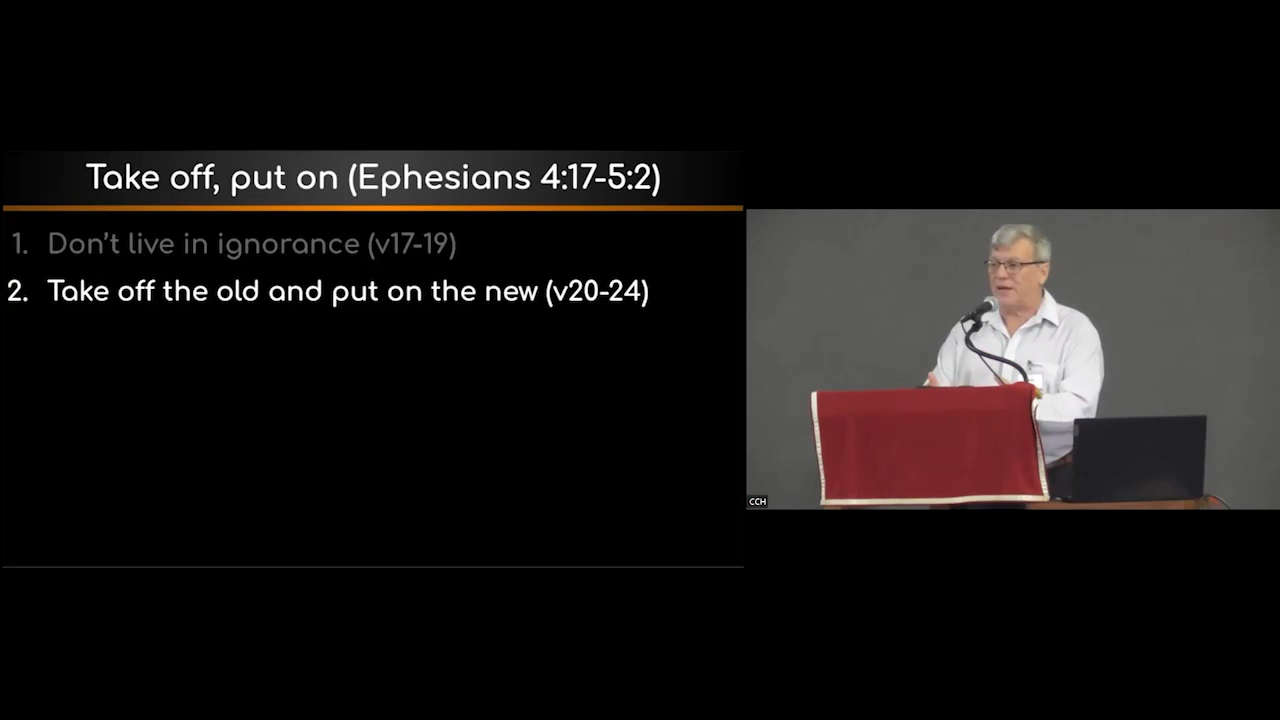 Take off, put on (Ephesians 4:17-5:2)
1. Don't live in ignorance (v17-19)
2. Take off the old and put on the new (v20-24)
CCH